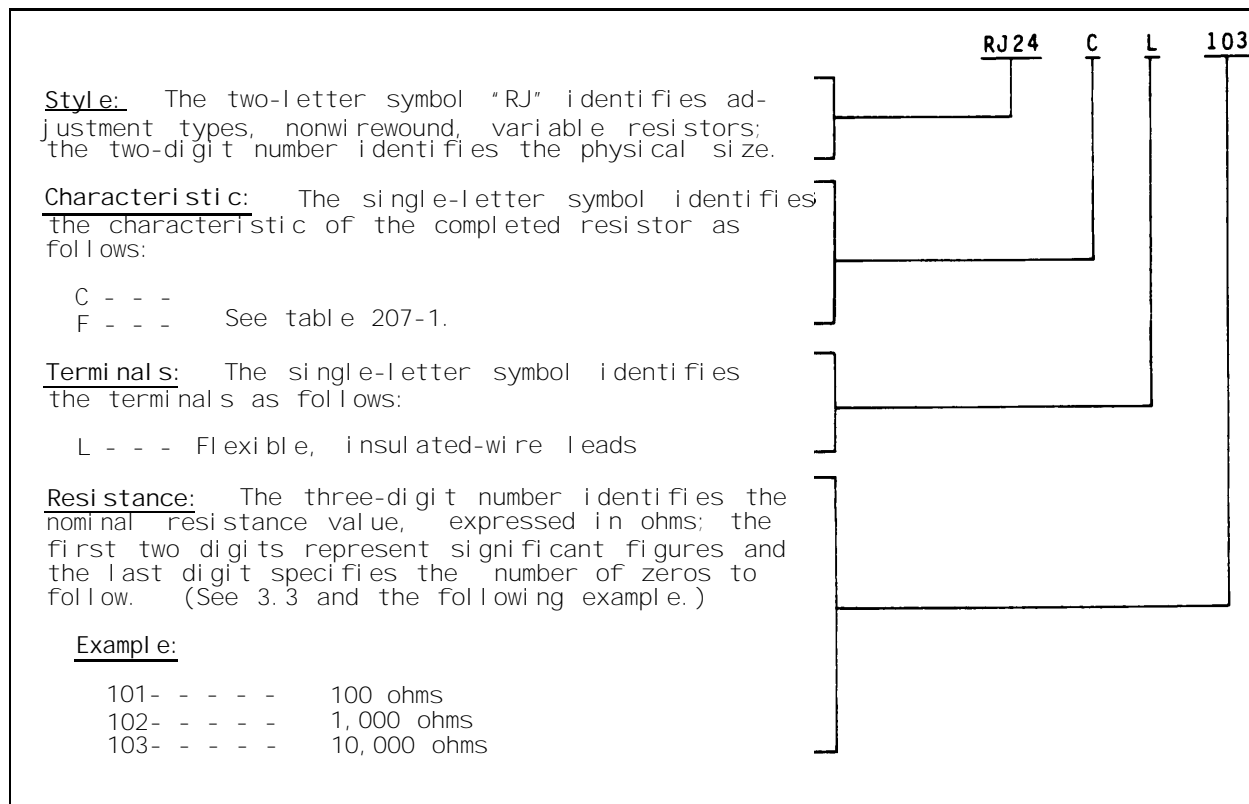 RJ24 C L 103
Style: The two-letter symbol "RJ" identifies ad-
justment types, nonwirewound, variable resistors;
the two-digit number identifies the physical size.
Characteristic: The single-letter symbol identifies
the characteristic of the completed resistor as
follows:
C - - -
F - - - See table 207-1.
Terminals: The single-letter symbol identifies
the terminals as follows:
L - - - Flexible, insulated-wire leads
Resistance: The three-digit number identifies the
nominal resistance value, expressed in ohms; the
first two digits represent significant figures and
the last digit specifies the number of zeros to
follow. (See 3.3 and the following example.)
Example:
101- - - - - 100 ohms
102- - - - - 1,000 ohms
103- - - - - 10,000 ohms